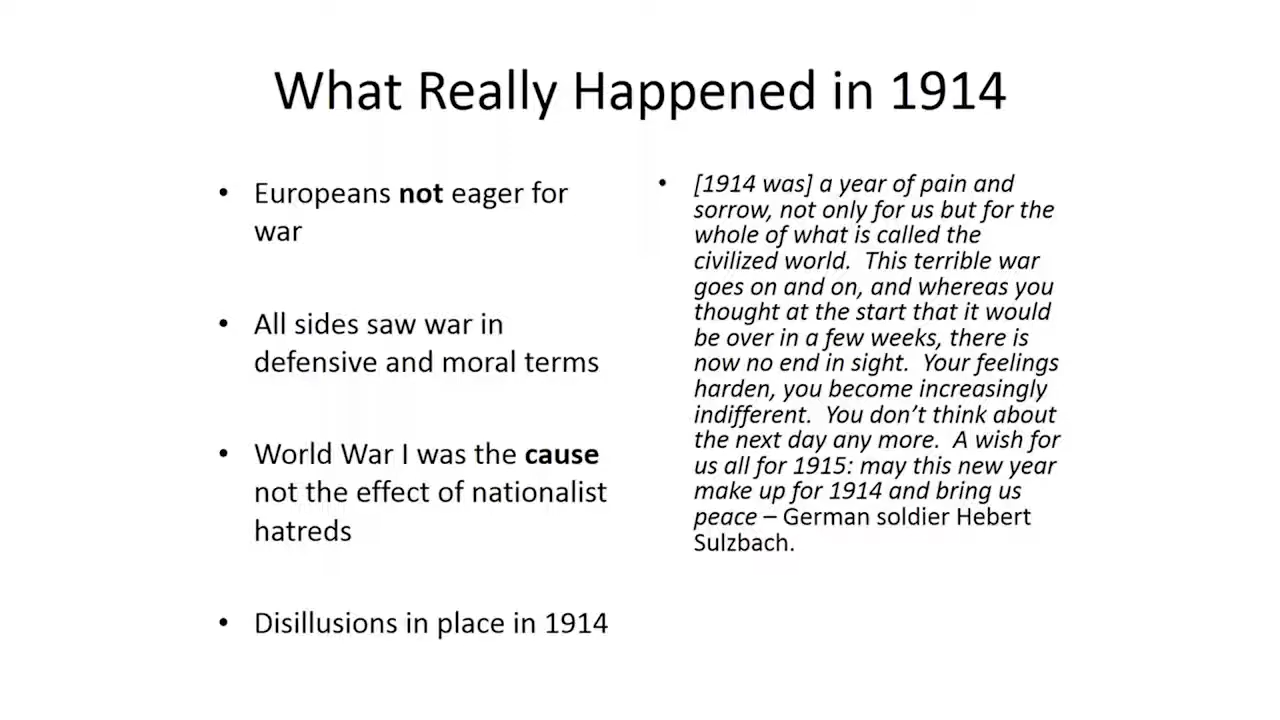 What Really Happened in 1914
• Europeans not eager for
war
• All sides saw war in
defensive and moral terms
• World War I was the cause
not the effect of nationalist
hatreds
• Disillusions in place in 1914
• [1914 was] a year of pain and
sorrow, not only for us but for the
whole of what is called the
civilized world.  This terrible war
goes on and on, and whereas you
thought at the start that it would
be over in a few weeks, there is
now no end in sight.  Your feelings
harden, you become increasingly
indifferent.  You don’t think about
the next day any more.  A wish for
us all for 1915: may this new year
make up for 1914 and bring us
peace – German soldier Hebert
Sulzbach.